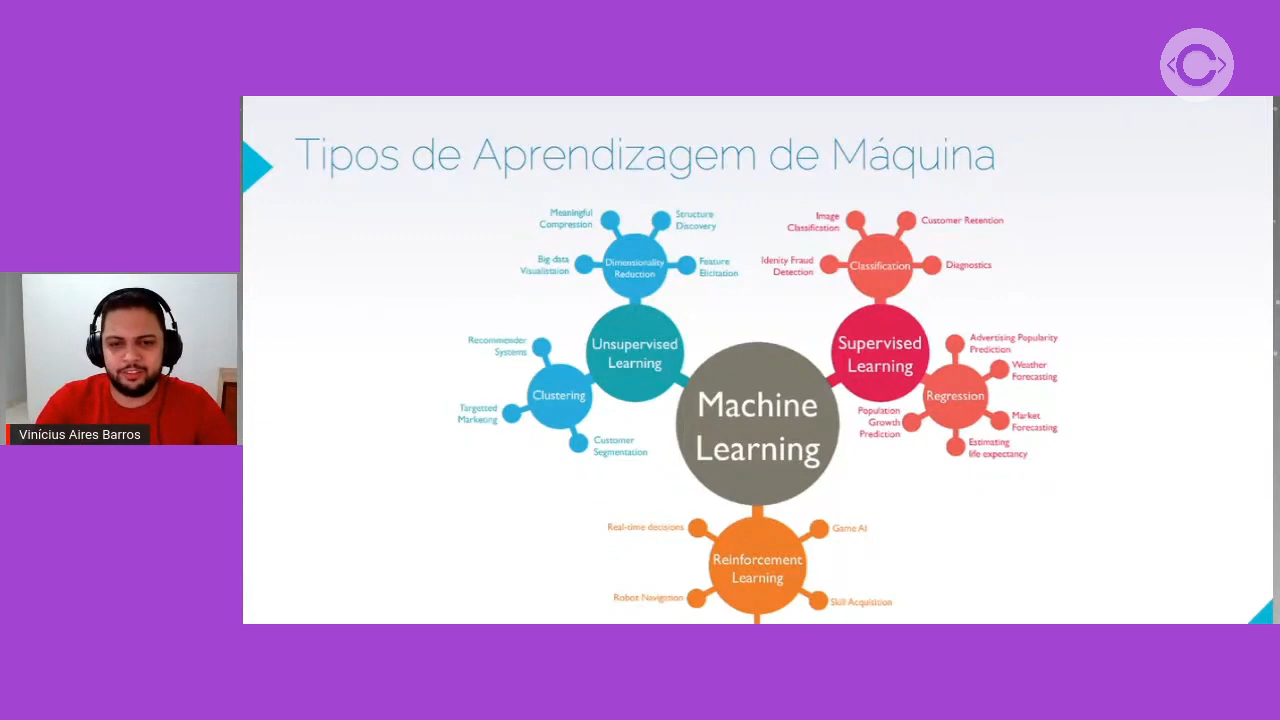 Tipos de Aprendizagem de Máquina
Meaningful
Compression
Structure
Discovery
Big data
Visualistaion
Dimensionality
Reduction
Feature
Elicitation
Image
Classification
Customer Retention
Idenity Fraud
Detection
Classification
Diagnostics
Recommender
Systems
Unsupervised
Learning
Supervised
Learning
Advertising Popularity
Prediction
Weather
Forecasting
Clustering
Machine
Learning
Regression
Targetted
Marketing
Population
Growth
Prediction
Market
Forecasting
Customer
Segmentation
Estimating
life expectancy
Vinícius Aires Barros
Real-time decisions
Game AI
Reinforcement
Learning
Robot Navigation
Skill Acquisition